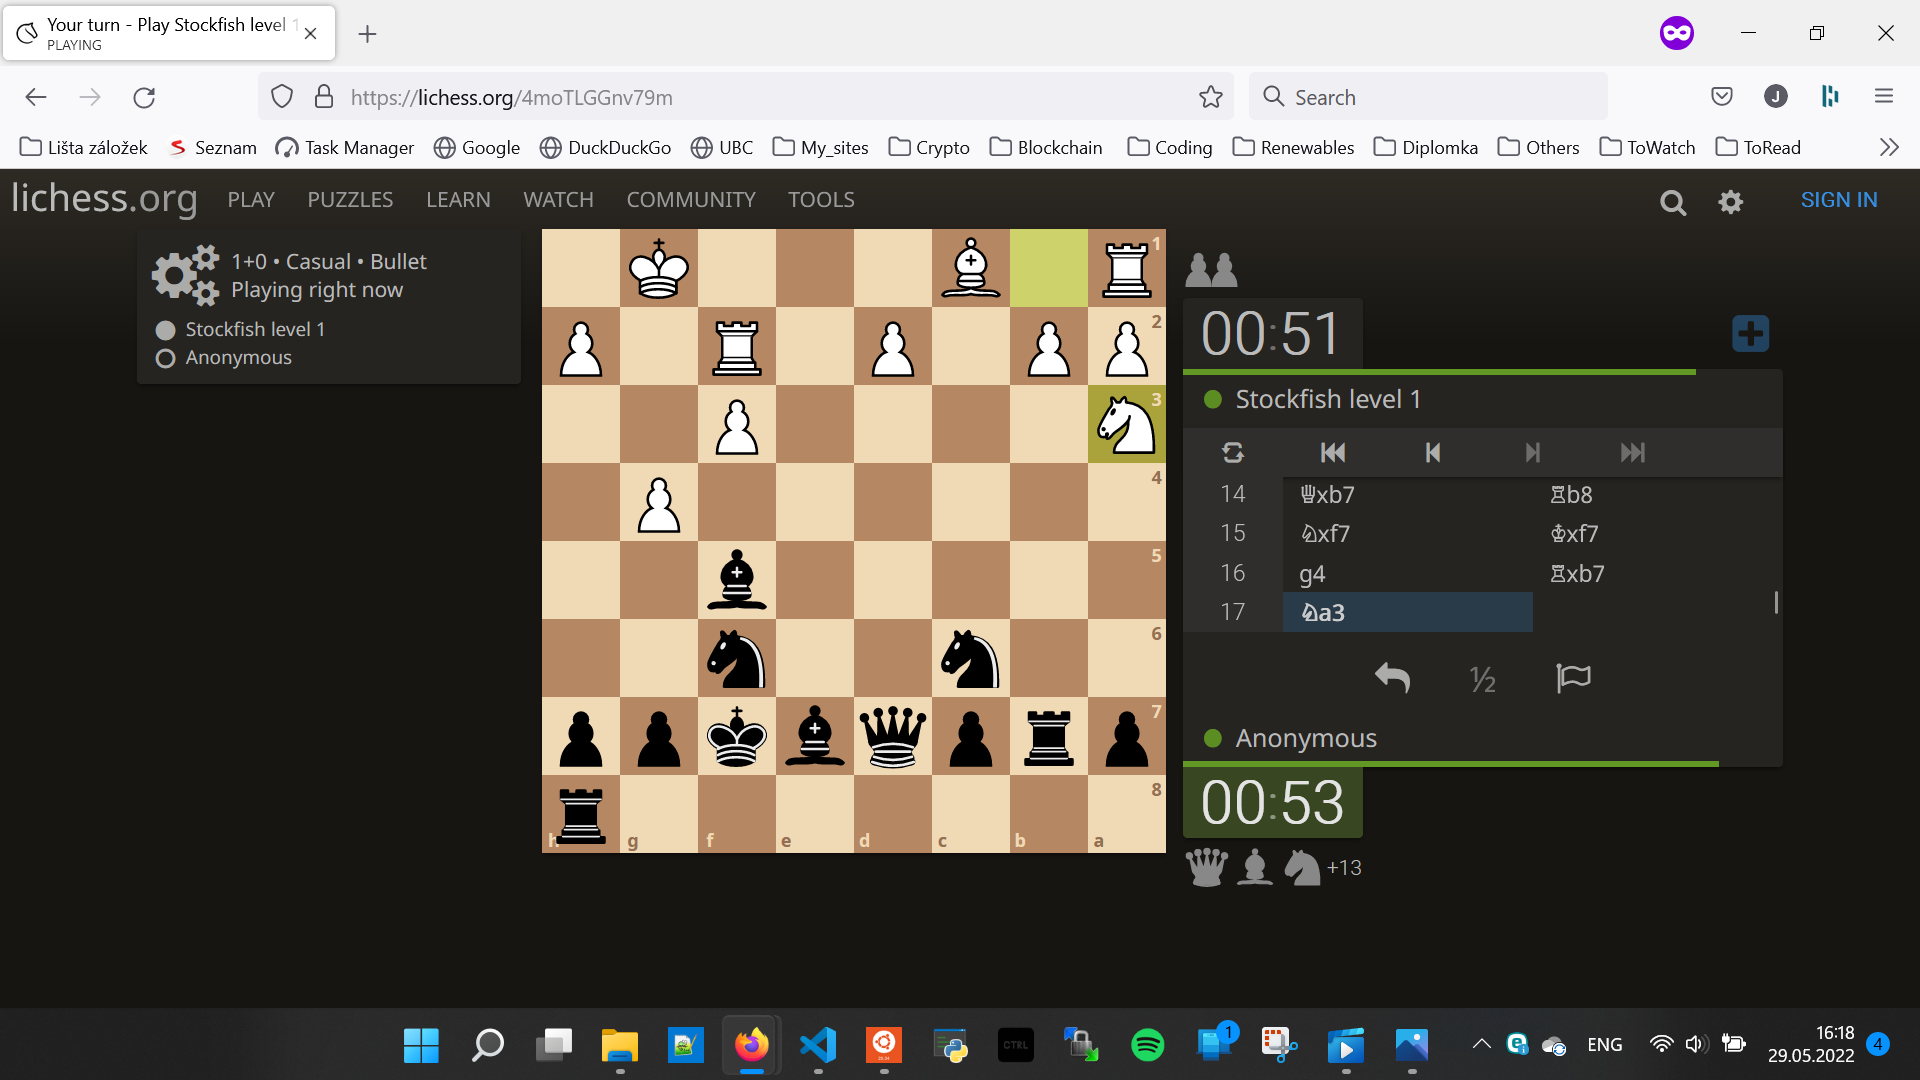 Your turn - Play Stockfish level 1
PLAYING
https://lichess.org/4moTLGGnv79m
Search
J
Lišta záložek
Seznam
Task Manager
Google
DuckDuckGo
UBC
My_sites
Crypto
Blockchain
Coding
Renewables
Diplomka
Others
ToWatch
ToRead
lichess.org
PLAY
PUZZLES
LEARN
WATCH
COMMUNITY
TOOLS
SIGN IN
1+0 • Casual • Bullet
Playing right now
Stockfish level 1
Anonymous
1
2
3
4
5
6
7
8
h
g
f
e
d
c
b
a
00:51
Stockfish level 1
14 ♕xb7 ♖b8
15 ♘xf7 ♔xf7
16 g4 ♖xb7
17 ♘a3
½
Anonymous
00:53
+13
CTRL
1
ENG
16:18
29.05.2022
4